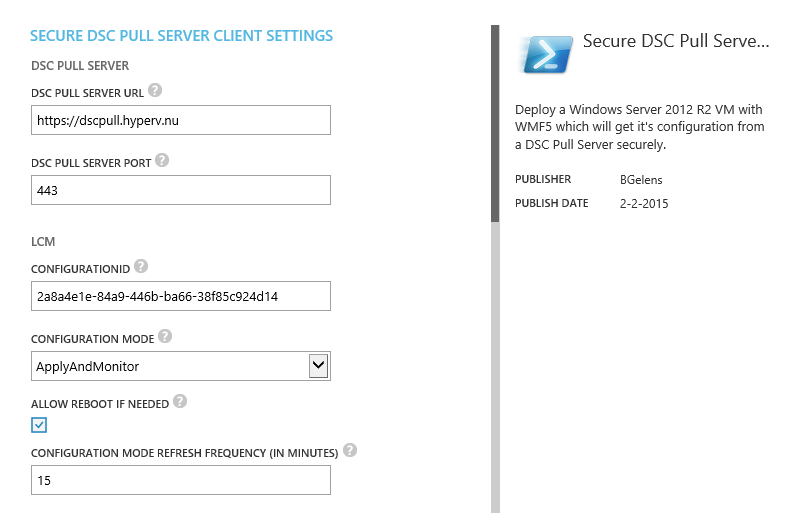 SECURE DSC PULL SERVER CLIENT SETTINGS
DSC PULL SERVER
DSC PULL SERVER URL ?
https://dscpull.hyperv.nu
DSC PULL SERVER PORT ?
443
LCM
CONFIGURATIONID ?
2a8a4e1e-84a9-446b-ba66-38f85c924d14
CONFIGURATION MODE ?
ApplyAndMonitor
ALLOW REBOOT IF NEEDED ?
CONFIGURATION MODE REFRESH FREQUENCY (IN MINUTES) ?
15
Secure DSC Pull Serve...
Deploy a Windows Server 2012 R2 VM with
WMF5 which will get it's configuration from
a DSC Pull Server securely.
PUBLISHER BGelens
PUBLISH DATE 2-2-2015